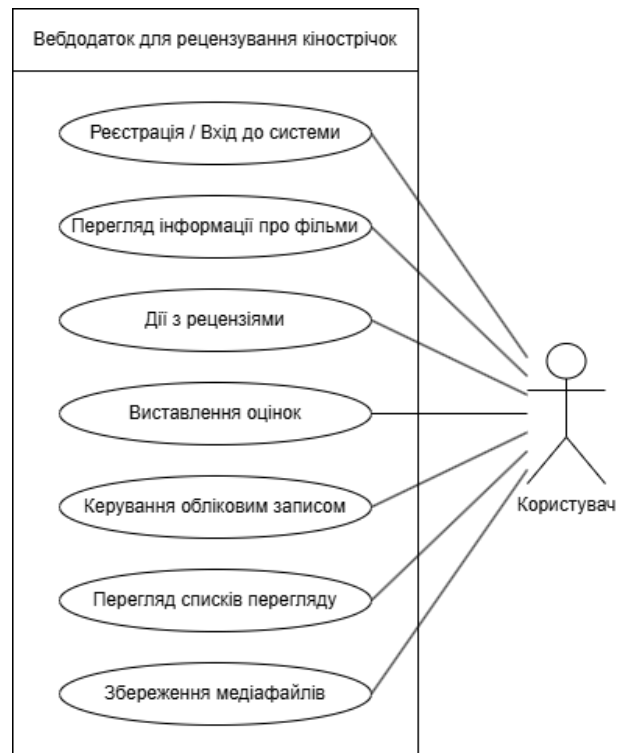 Вебдодаток для рецензування кінострічок
Реєстрація / Вхід до системи
Перегляд інформації про фільми
Дії з рецензіями
Виставлення оцінок
Керування обліковим записом
Користувач
Перегляд списків перегляду
Збереження медіафайлів